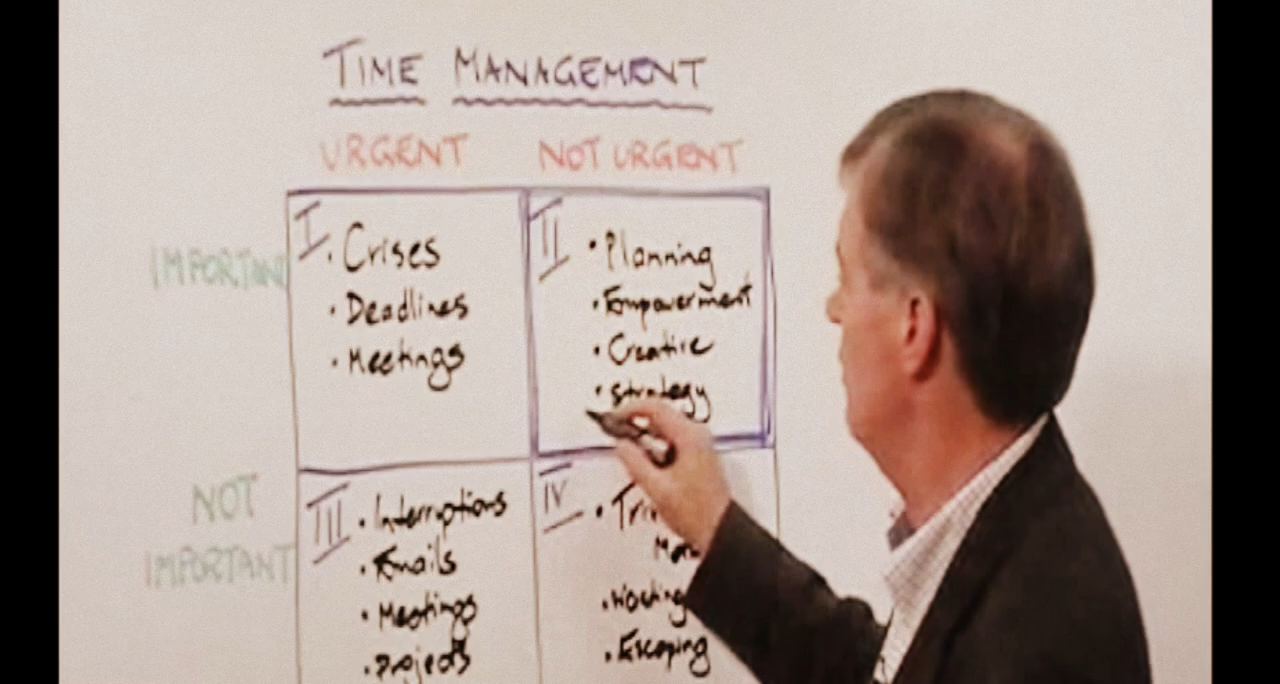 TIME MANAGEMENT
URGENT NOT URGENT
IMPORTANT
I
• Crises
• Deadlines
• Meetings
II
• Planning
• Empowerment
• Creative
• Strategy
NOT
IMPORTANT
III
• Interruptions
• Emails
• Meetings
• Projects
IV
• Escaping